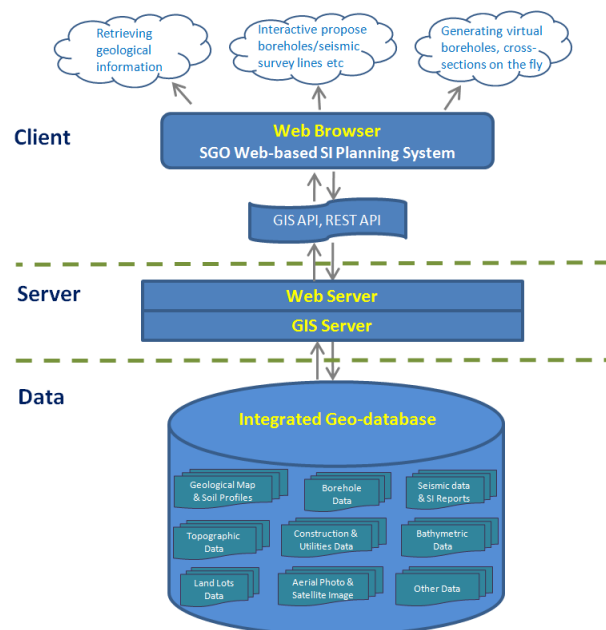 Retrieving
geological
information
Interactive propose
boreholes/seismic
survey lines etc
Generating virtual
boreholes, cross-
sections on the fly
Client
Web Browser
SGO Web-based SI Planning System
GIS API, REST API
Server
Web Server
GIS Server
Data
Integrated Geo-database
Geological Map
& Soil Profiles
Borehole
Data
Seismic data
& SI Reports
Topographic
Data
Construction &
Utilities Data
Bathymetric
Data
Land Lots
Data
Aerial Photo &
Satellite Image
Other Data